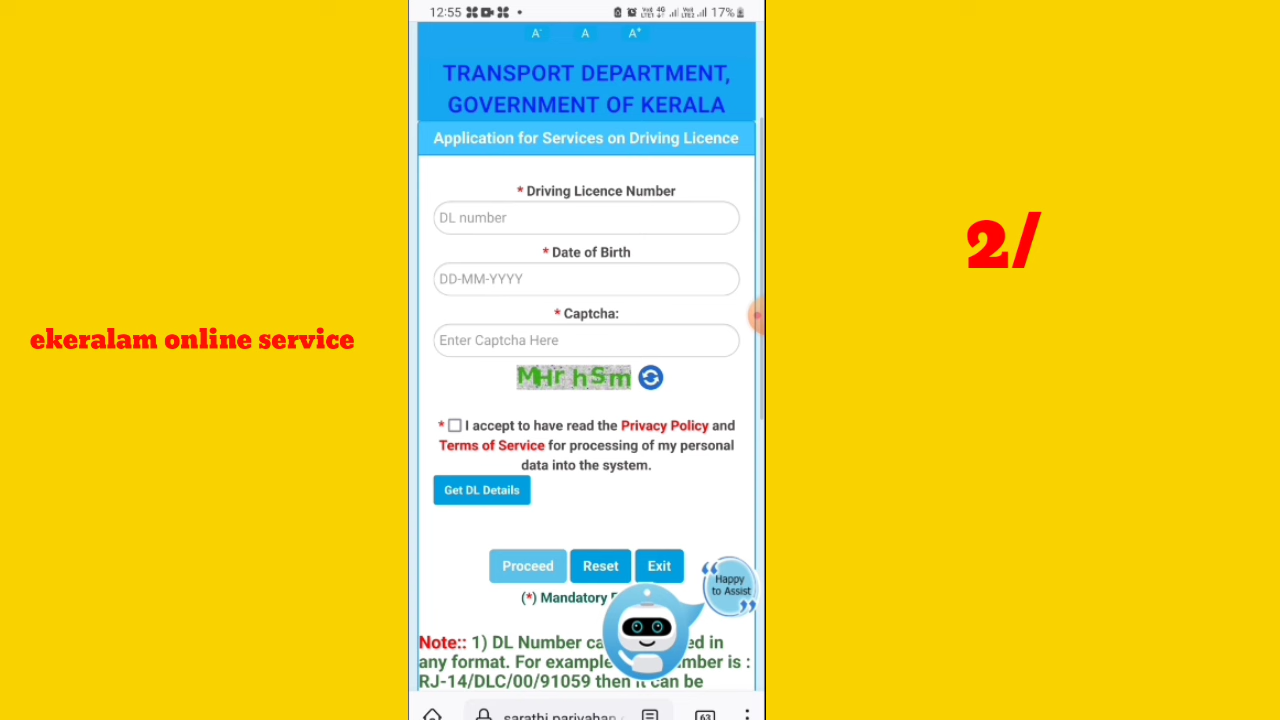 12:55
17%
A- A A+
TRANSPORT DEPARTMENT,
GOVERNMENT OF KERALA
Application for Services on Driving Licence
* Driving Licence Number
DL number
* Date of Birth
DD-MM-YYYY
* Captcha:
Enter Captcha Here
MHr hSm
* I accept to have read the Privacy Policy and
Terms of Service for processing of my personal
data into the system.
Get DL Details
Proceed Reset Exit
Happy
to Assist
(*) Mandatory
Note:: 1) DL Number ed in
any format. For example mber is :
RJ-14/DLC/00/91059 then it can be
sarathi.parivahan
63
ekeralam online service
2/